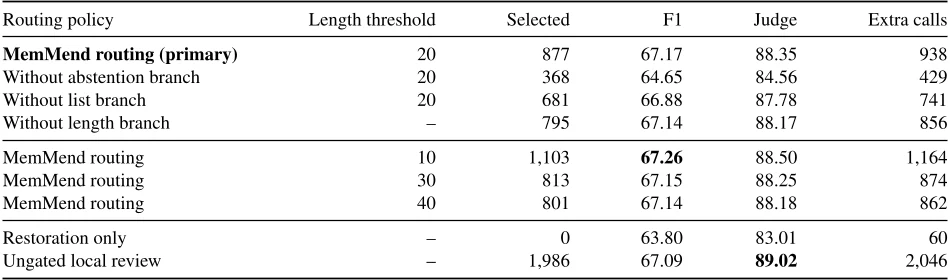 Routing policy Length threshold Selected F1 Judge Extra calls
MemMend routing (primary) 20 877 67.17 88.35 938
Without abstention branch 20 368 64.65 84.56 429
Without list branch 20 681 66.88 87.78 741
Without length branch – 795 67.14 88.17 856
MemMend routing 10 1,103 67.26 88.50 1,164
MemMend routing 30 813 67.15 88.25 874
MemMend routing 40 801 67.14 88.18 862
Restoration only – 0 63.80 83.01 60
Ungated local review – 1,986 67.09 89.02 2,046